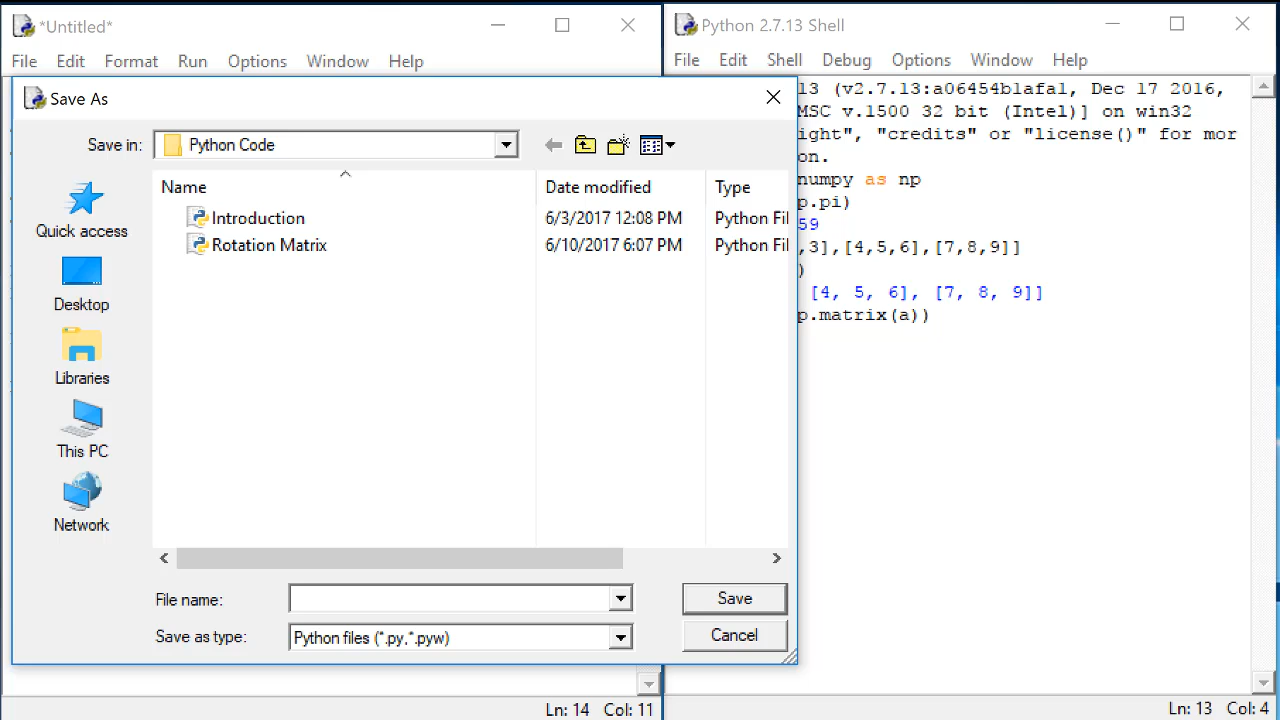 *Untitled*
File Edit Format Run Options Window Help
Save As
Save in: Python Code
Name Date modified Type
Introduction 6/3/2017 12:08 PM Python Fil
Rotation Matrix 6/10/2017 6:07 PM Python Fil
Quick access
Desktop
Libraries
This PC
Network
File name: Save
Save as type: Python files (*.py,*.pyw) Cancel
Ln: 14 Col: 11
Python 2.7.13 Shell
File Edit Shell Debug Options Window Help
13 (v2.7.13:a06454b1afa1, Dec 17 2016,
MSC v.1500 32 bit (Intel)] on win32
ight", "credits" or "license()" for mor
on.
numpy as np
p.pi)
59
,3],[4,5,6],[7,8,9]]
)
[4, 5, 6], [7, 8, 9]]
p.matrix(a))
Ln: 13 Col: 4